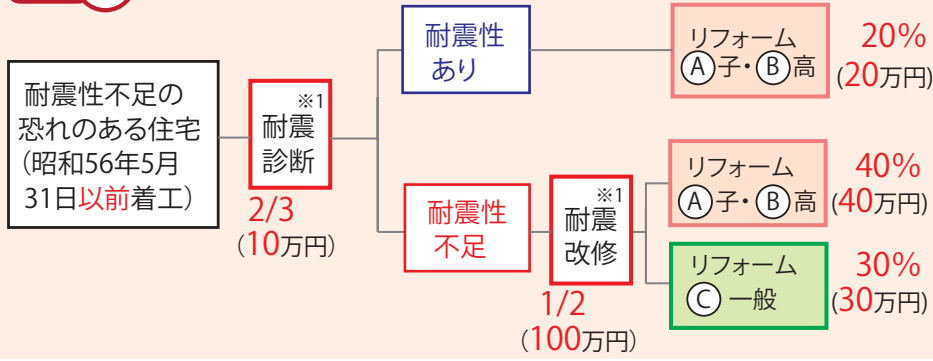 耐震性不足の
恐れのある住宅
（昭和56年5月
31日以前着工）
※1
耐震
診断
2/3
（10万円）
耐震性
あり
リフォーム
Ⓐ子・Ⓑ高
20%
(20万円)
耐震性
不足
※1
耐震
改修
1/2
（100万円）
リフォーム
Ⓐ子・Ⓑ高
40%
(40万円)
リフォーム
Ⓒ一般
30%
(30万円)